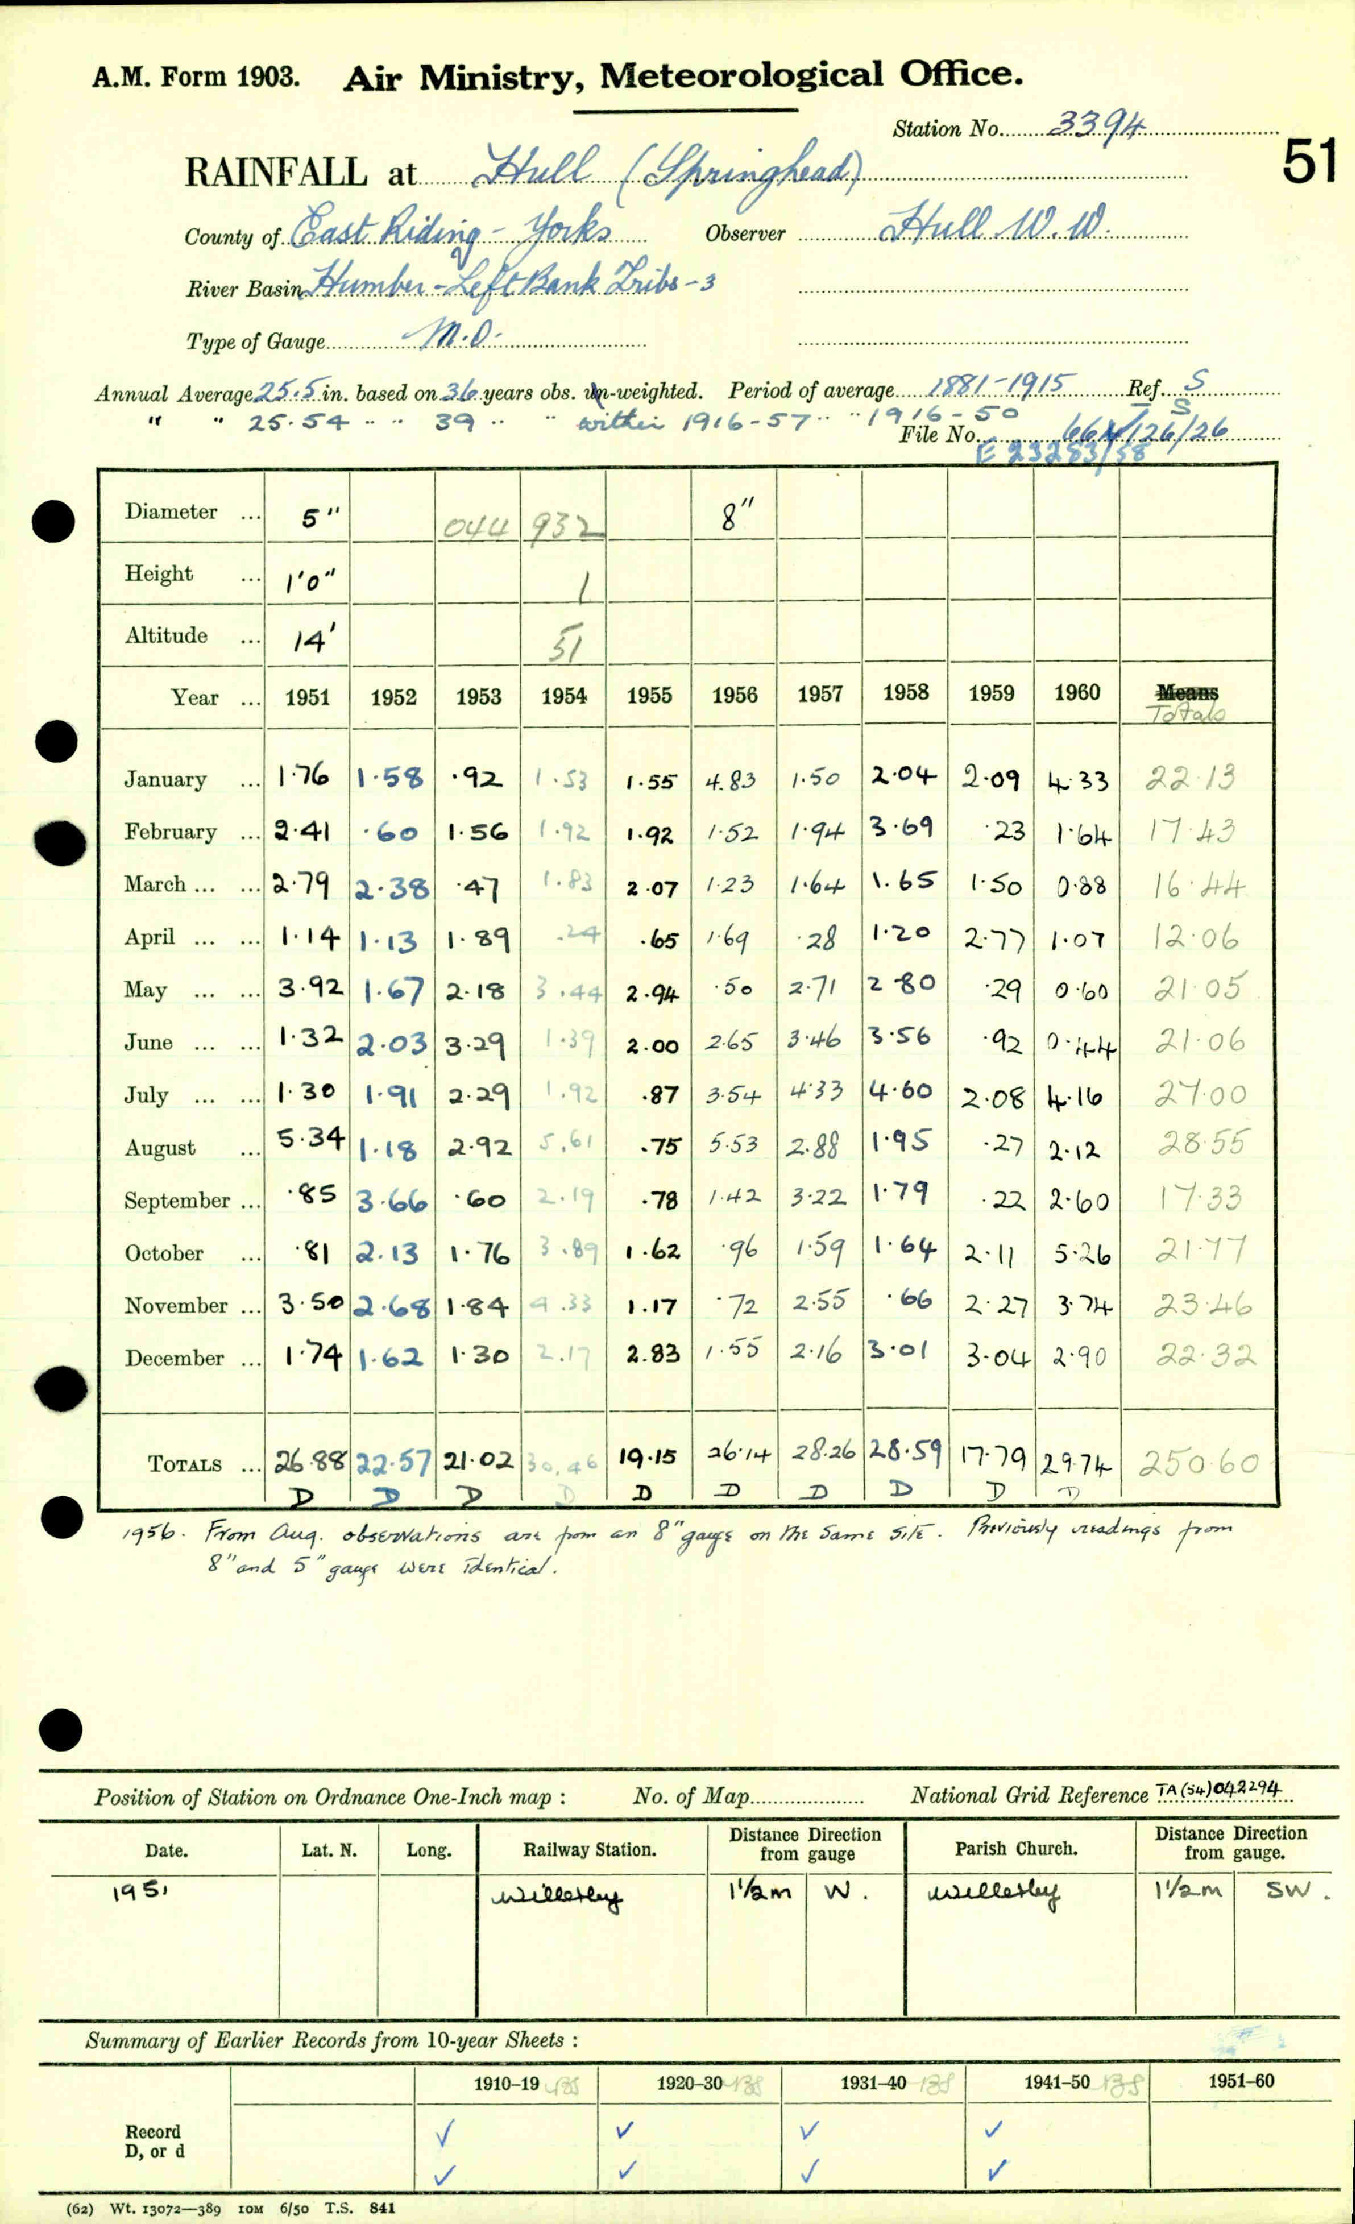 A.M. Form 1903. Air Ministry, Meteorological Office.
Station No. 3394
51
RAINFALL at Hull (Springhead)
County of East Riding - Yorks Observer Hull W.W.
River Basin Humber - Left Bank Tribs - 3
Type of Gauge M.O.
Annual Average 25.5 in. based on 36 years obs. un-weighted. Period of average 1881-1915 Ref. S
" " 25.54 " " 39 " " within 1916-57 " " 1916-50 S
File No. 126/26
E 23283/58
Diameter ... 5" 044 932 8"
Height ... 1'0" 1
Altitude ... 14' 51
Year ... 1951 1952 1953 1954 1955 1956 1957 1958 1959 1960 Means
Totals
January ... 1.76 1.58 .92 1.53 1.55 4.83 1.50 2.04 2.09 4.33 22.13
February ... 2.41 .60 1.56 1.92 1.92 1.52 1.94 3.69 .23 1.64 17.43
March ... ... 2.79 2.38 .47 1.83 2.07 1.23 1.64 1.65 1.50 0.88 16.44
April ... ... 1.14 1.13 1.89 .24 .65 1.69 .28 1.20 2.77 1.07 12.06
May ... ... 3.92 1.67 2.18 3.44 2.94 .50 2.71 2.80 .29 0.60 21.05
June ... ... 1.32 2.03 3.29 1.39 2.00 2.65 3.46 3.56 .92 0.44 21.06
July ... ... 1.30 1.91 2.29 1.92 .87 3.54 4.33 4.60 2.08 4.16 27.00
August ... 5.34 1.18 2.92 5.61 .75 5.53 2.88 1.95 .27 2.12 28.55
September ... .85 3.66 .60 2.19 .78 1.42 3.22 1.79 .22 2.60 17.33
October ... .81 2.13 1.76 3.89 1.62 .96 1.59 1.64 2.11 5.26 21.77
November ... 3.50 2.68 1.84 4.33 1.17 .72 2.55 .66 2.27 3.74 23.46
December ... 1.74 1.62 1.30 2.17 2.83 1.55 2.16 3.01 3.04 2.90 22.32
TOTALS ... 26.88 22.57 21.02 30.46 19.15 26.14 28.26 28.59 17.79 29.74 250.60
D D D D D D D D D D
1956. From Aug. observations are from an 8" gauge on the same site. Previously readings from
8" and 5" gauge were identical.
Position of Station on Ordnance One-Inch map : No. of Map National Grid Reference TA(54)042294
Date. Lat. N. Long. Railway Station. Distance from Direction gauge Parish Church. Distance from Direction gauge.
1951 Willerby 1½m W. Willerby 1½m SW.
Summary of Earlier Records from 10-year Sheets :
1910–19 1920–30 1931–40 1941–50 1951–60
Record ✓ ✓ ✓ ✓
D, or d ✓ ✓ ✓ ✓
(62) Wt. 13072—389 10M 6/50 T.S. 841